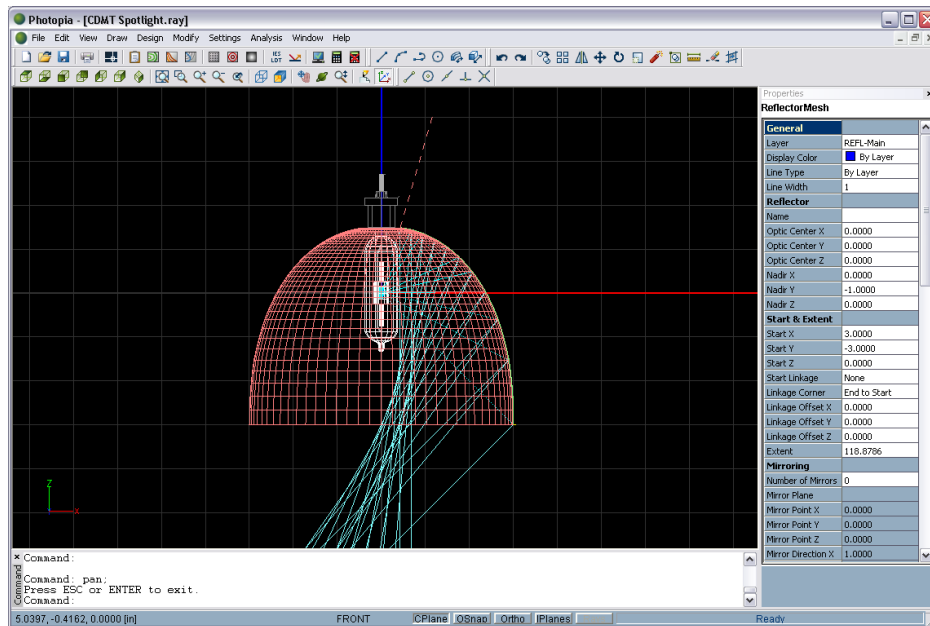 Photopia - [CDMT Spotlight.ray]
File Edit View Draw Design Modify Settings Analysis Window Help
IES
LDT
Properties
ReflectorMesh
General
Layer REFL-Main
Display Color By Layer
Line Type By Layer
Line Width 1
Reflector
Name
Optic Center X 0.0000
Optic Center Y 0.0000
Optic Center Z 0.0000
Nadir X 0.0000
Nadir Y -1.0000
Nadir Z 0.0000
Start & Extent
Start X 3.0000
Start Y -3.0000
Start Z 0.0000
Start Linkage None
Linkage Corner End to Start
Linkage Offset X 0.0000
Linkage Offset Y 0.0000
Linkage Offset Z 0.0000
Extent 118.8786
Mirroring
Number of Mirrors 0
Mirror Plane
Mirror Point X 0.0000
Mirror Point Y 0.0000
Mirror Point Z 0.0000
Mirror Direction X 1.0000
Z
X
Command
Command:
Command: pan;
Press ESC or ENTER to exit.
Command:
5.0397, -0.4162, 0.0000 [in] FRONT CPlane OSnap Ortho IPlanes Ready